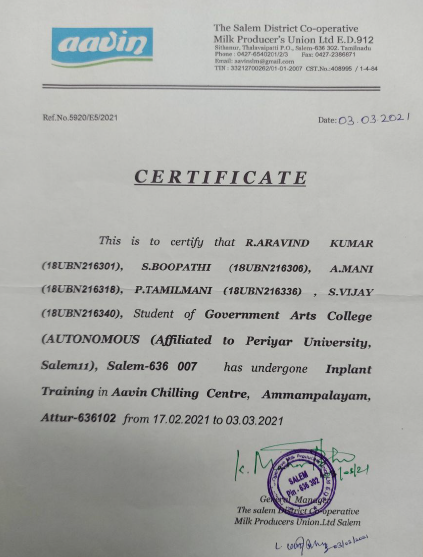 aavin
The Salem District Co-operative
Milk Producer's Union Ltd E.D.912
Sithanur, Thalavaipatti P.O., Salem-636 302. Tamilnadu
Phone : 0427-6540201/2/3 Fax: 0427-2386671
Email: aavinslm@gmail.com
TIN : 33212700262/01-01-2007 CST.No.:408995 / 1-4-84
Ref.No.5920/E5/2021
Date: 03.03.2021
CERTIFICATE
This is to certify that R.ARAVIND KUMAR
(18UBN216301), S.BOOPATHI (18UBN216306), A.MANI
(18UBN216318), P.TAMILMANI (18UBN216336) , S.VIJAY
(18UBN216340), Student of Government Arts College
(AUTONOMOUS (Affiliated to Periyar University,
Salem11), Salem-636 007 has undergone Inplant
Training in Aavin Chilling Centre, Ammampalayam,
Attur-636102 from 17.02.2021 to 03.03.2021
SALEM
Pin - 636 302
General Manager
The salem District Co-operative
Milk Producers Union.Ltd Salem